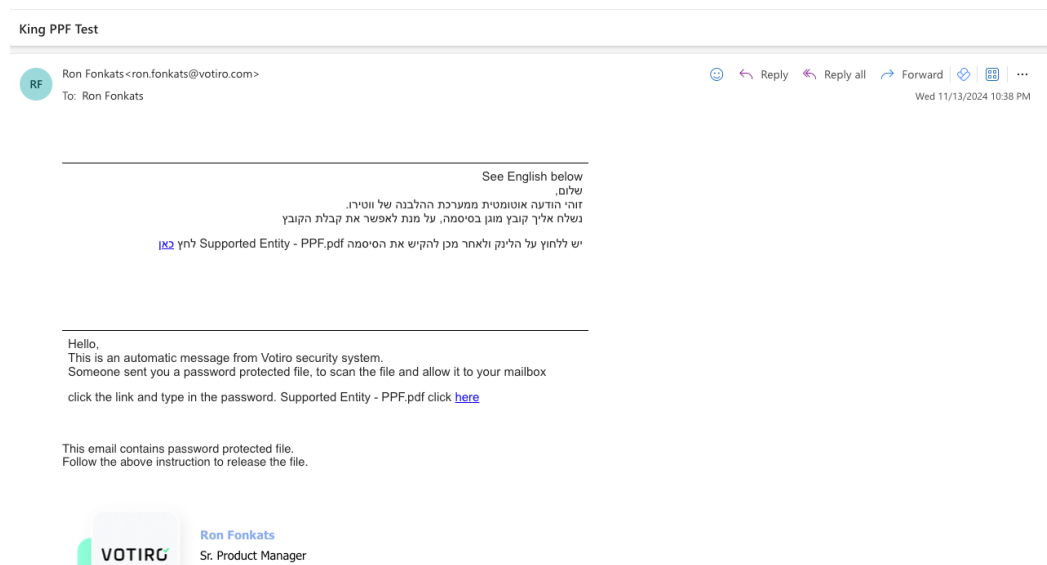 King PPF Test
RF
Ron Fonkats<ron.fonkats@votiro.com>
Reply
Reply all
Forward
To: Ron Fonkats
Wed 11/13/2024 10:38 PM
See English below
שלום,
זוהי הודעה אוטומטית ממערכת ההלבנה של ווטירו.
נשלח אליך קובץ מוגן בסיסמה, על מנת לאפשר את קבלת הקובץ
יש ללחוץ על הלינק ולאחר מכן להקיש את הסיסמה Supported Entity - PPF.pdf לחץ כאן
Hello,
This is an automatic message from Votiro security system.
Someone sent you a password protected file, to scan the file and allow it to your mailbox
click the link and type in the password. Supported Entity - PPF.pdf click here
This email contains password protected file.
Follow the above instruction to release the file.
Ron Fonkats
VOTIRO
Sr. Product Manager